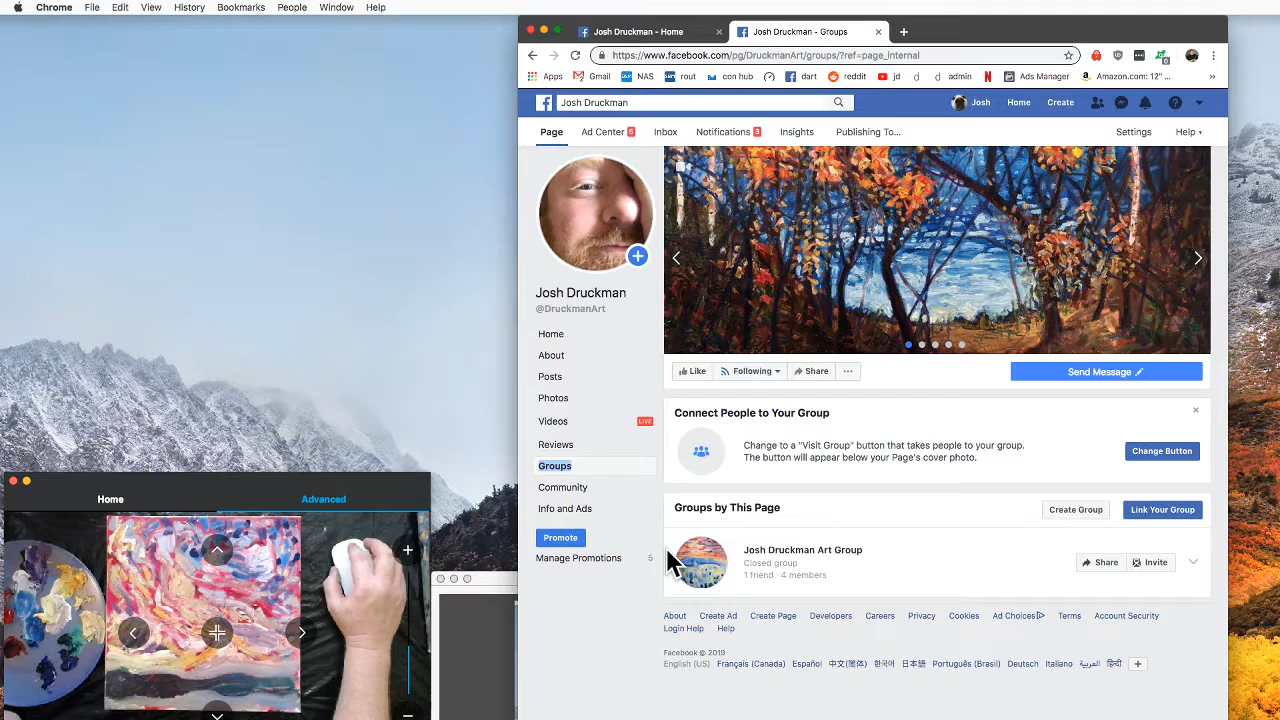 Chrome File Edit View History Bookmarks People Window Help
Josh Druckman - Home
Josh Druckman - Groups
https://www.facebook.com/pg/DruckmanArt/groups/?ref=page_internal
Apps Gmail NAS rout con hub dart reddit jd d d admin N Ads Manager Amazon.com: 12"... »
Josh Druckman
Josh Home Create
Page Ad Center 5 Inbox Notifications 3 Insights Publishing To... Settings Help
Josh Druckman
@DruckmanArt
Home
About
Posts
Photos
Videos LIVE
Reviews
Groups
Community
Info and Ads
Promote
Manage Promotions 5
Like Following Share ...
Send Message
Connect People to Your Group
Change to a "Visit Group" button that takes people to your group.
The button will appear below your Page's cover photo.
Change Button
Groups by This Page
Create Group Link Your Group
Josh Druckman Art Group
Closed group
1 friend · 4 members
Share Invite
About Create Ad Create Page Developers Careers Privacy Cookies Ad Choices Terms Account Security
Login Help Help
Facebook © 2019
English (US) Français (Canada) Español 中文(简体) 한국어 日本語 Português (Brasil) Deutsch Italiano العربية हिन्दी
Home Advanced